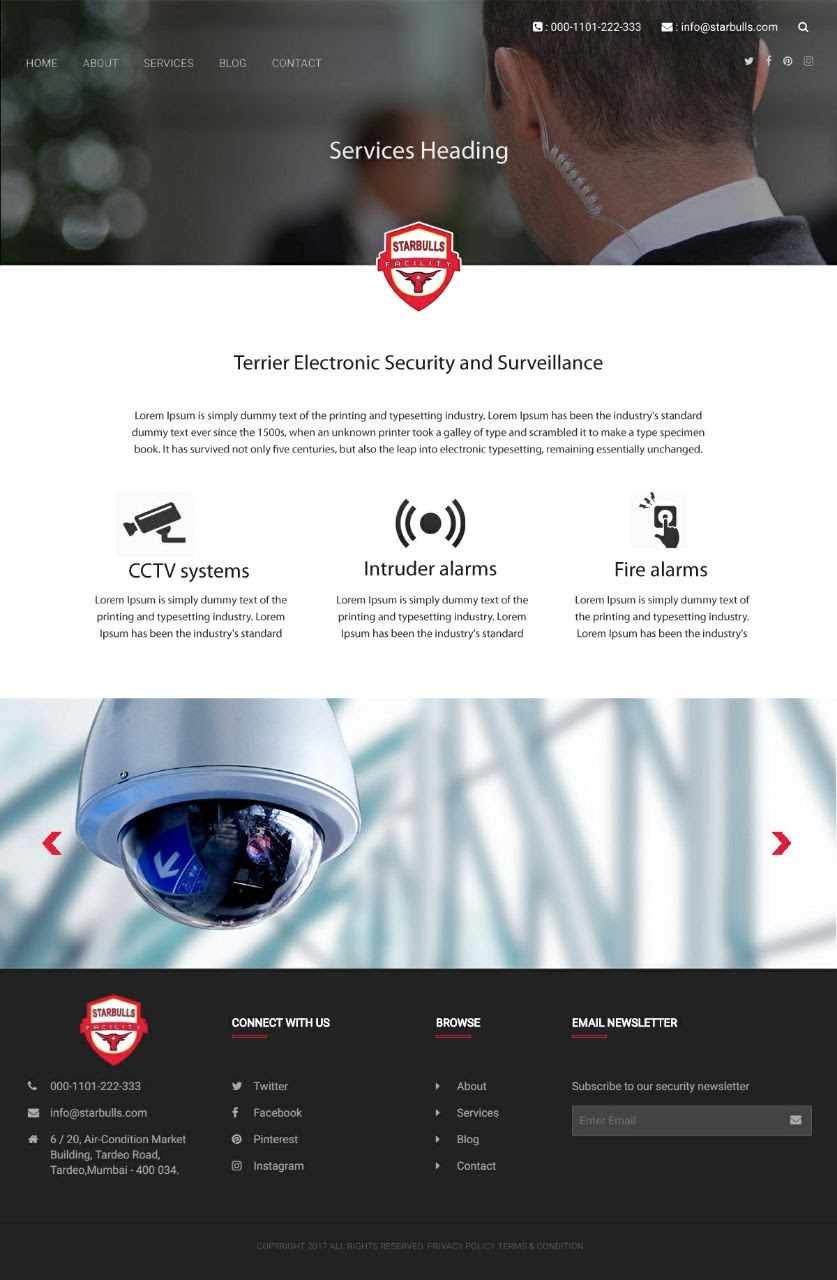 : 000-1101-222-333 : info@starbulls.com
HOME ABOUT SERVICES BLOG CONTACT
Services Heading
STARBULLS
FACILITY
Terrier Electronic Security and Surveillance
Lorem Ipsum is simply dummy text of the printing and typesetting industry. Lorem Ipsum has been the industry's standard
dummy text ever since the 1500s, when an unknown printer took a galley of type and scrambled it to make a type specimen
book. It has survived not only five centuries, but also the leap into electronic typesetting, remaining essentially unchanged.
CCTV systems
Lorem Ipsum is simply dummy text of the
printing and typesetting industry. Lorem
Ipsum has been the industry's standard
Intruder alarms
Lorem Ipsum is simply dummy text of the
printing and typesetting industry. Lorem
Ipsum has been the industry's standard
Fire alarms
Lorem Ipsum is simply dummy text of
the printing and typesetting industry.
Lorem Ipsum has been the industry's
STARBULLS
FACILITY
000-1101-222-333
info@starbulls.com
6 / 20, Air-Condition Market
Building, Tardeo Road,
Tardeo,Mumbai - 400 034.
CONNECT WITH US
Twitter
Facebook
Pinterest
Instagram
BROWSE
About
Services
Blog
Contact
EMAIL NEWSLETTER
Subscribe to our security newsletter
Enter Email
COPYRIGHT 2017 ALL RIGHTS RESERVED. PRIVACY POLICY TERMS & CONDITION